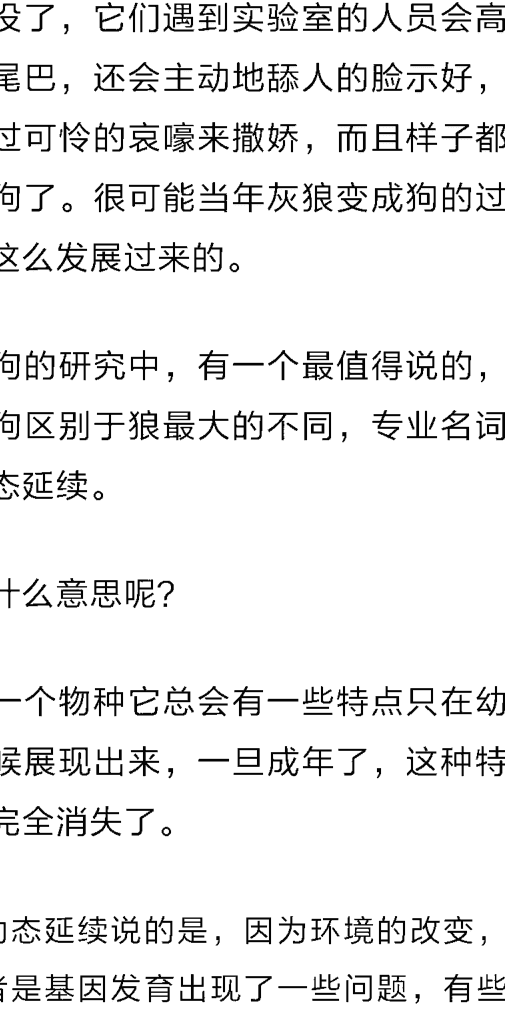 没了，它们遇到实验室的人员会高
尾巴，还会主动地舔人的脸示好，
过可怜的哀嚎来撒娇，而且样子都
狗了。很可能当年灰狼变成狗的过
这么发展过来的。
狗的研究中，有一个最值得说的，
狗区别于狼最大的不同，专业名词
态延续。
什么意思呢？
一个物种它总会有一些特点只在幼
候展现出来，一旦成年了，这种特
完全消失了。
幼态延续说的是，因为环境的改变，
者是基因发育出现了一些问题，有些